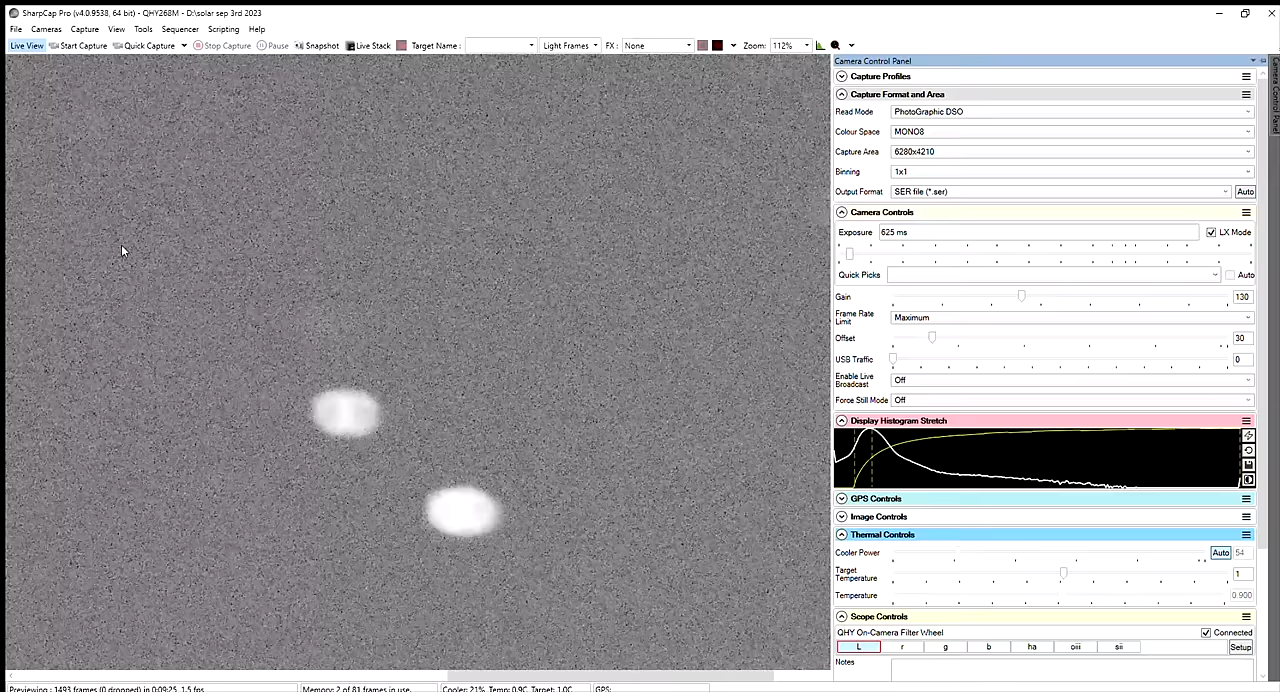 SharpCap Pro (v4.0.9538, 64 bit) - QHY268M - D:\solar sep 3rd 2023
File Cameras Capture View Tools Sequencer Scripting Help
Live View Start Capture Quick Capture Stop Capture Pause Snapshot Live Stack Target Name : Light Frames FX : None Zoom: 112%
Camera Control Panel
Camera Control Panel
Capture Profiles
Capture Format and Area
Read Mode PhotoGraphic DSO
Colour Space MONO8
Capture Area 6280x4210
Binning 1x1
Output Format SER file (*.ser) Auto
Camera Controls
Exposure 625 ms LX Mode
Quick Picks Auto
Gain 130
Frame Rate
Limit Maximum
Offset 30
USB Traffic 0
Enable Live
Broadcast Off
Force Still Mode Off
Display Histogram Stretch
GPS Controls
Image Controls
Thermal Controls
Cooler Power Auto 54
Target
Temperature 1
Temperature 0.900
Scope Controls
QHY On-Camera Filter Wheel Connected
L r g b ha oiii sii Setup
Notes
Previewing : 1493 frames (0 dropped) in 0:09:25, 1.5 fps Memory: 2 of 81 frames in use. Cooler: 21%, Temp: 0.9C, Target: 1.0C GPS: